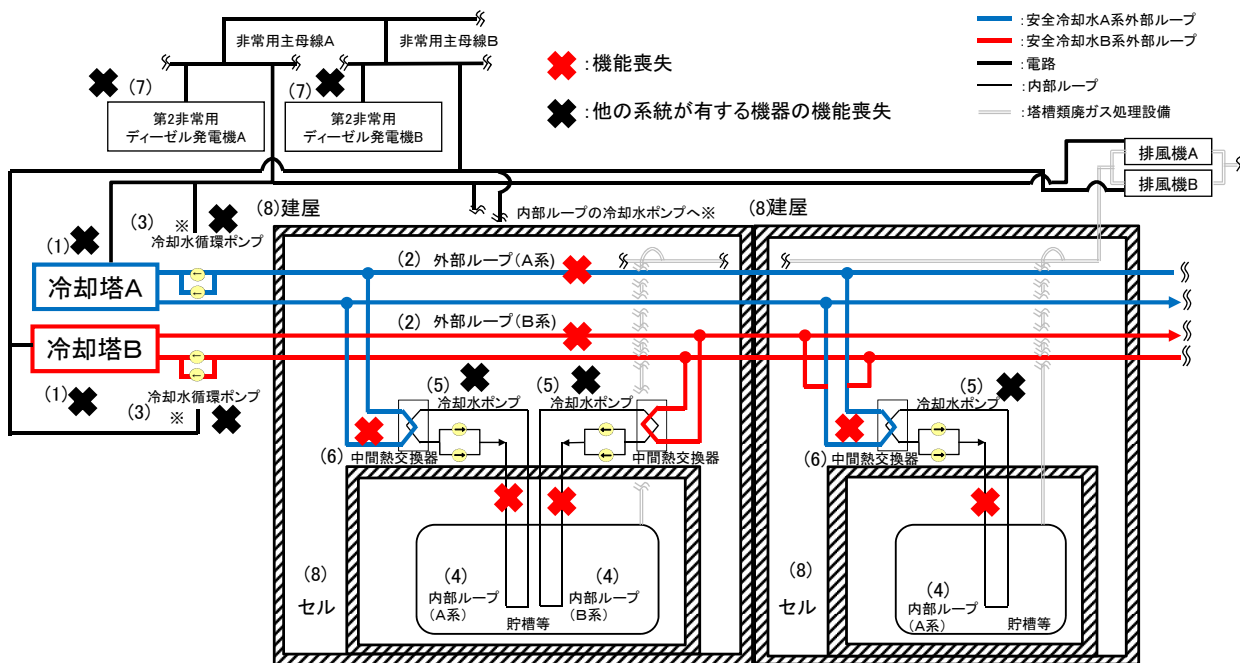 非常用主母線A
非常用主母線B
:安全冷却水A系外部ループ
:安全冷却水B系外部ループ
:電路
:内部ループ
:塔槽類廃ガス処理設備
:機能喪失
:他の系統が有する機器の機能喪失
(7)
(7)
第2非常用
ディーゼル発電機A
第2非常用
ディーゼル発電機B
排風機A
排風機B
(3)
※
冷却水循環ポンプ
(8)建屋
内部ループの冷却水ポンプへ※
(8)建屋
(1)
冷却塔A
(2) 外部ループ(A系)
(2) 外部ループ(B系)
冷却塔B
(1)
冷却水循環ポンプ
(3)
※
(5)
冷却水ポンプ
(5)
冷却水ポンプ
(5)
冷却水ポンプ
(6)
中間熱交換器
中間熱交換器
(6)
中間熱交換器
(8)
セル
(4)
内部ループ
(A系)
(4)
内部ループ
(B系)
貯槽等
(8)
セル
(4)
内部ループ
(A系)
貯槽等